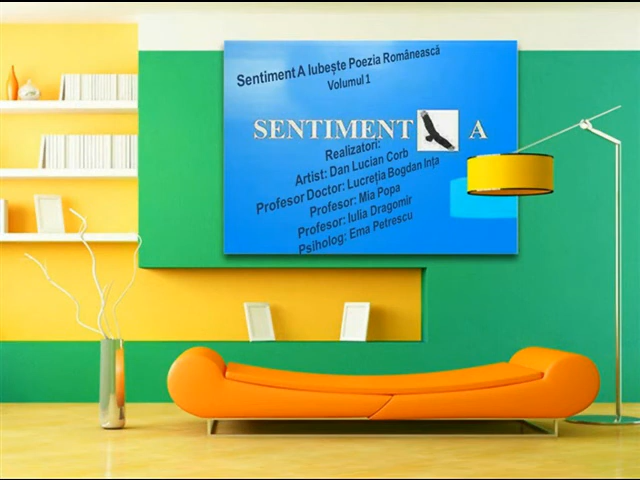 Sentiment A Iubește Poezia Românească
Volumul 1
SENTIMENT A
Realizatori:
Artist: Dan Lucian Corb
Profesor Doctor: Lucreția Bogdan Ința
Profesor: Mia Popa
Profesor: Iulia Dragomir
Psiholog: Ema Petrescu